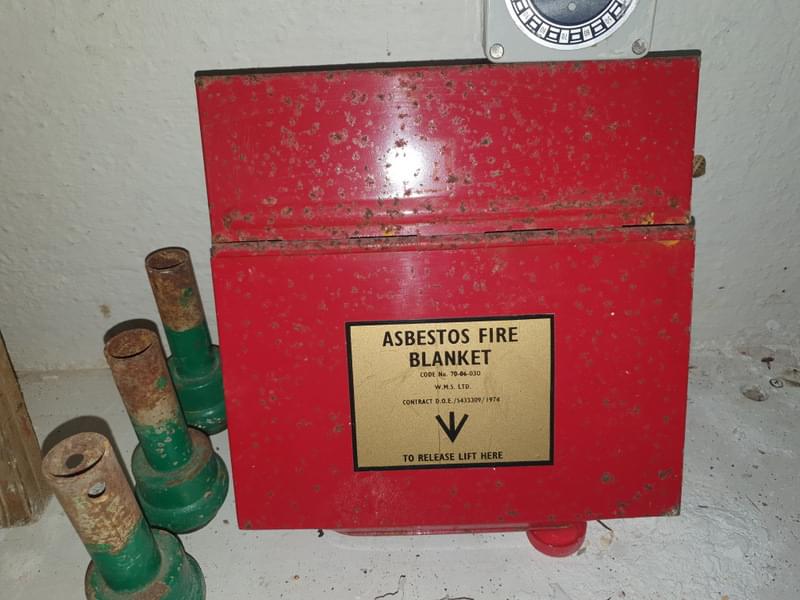 ASBESTOS FIRE
BLANKET
CODE No. 70-06-030
W.M.S. LTD.
CONTRACT D.O.E./5433309/1974
TO RELEASE LIFT HERE